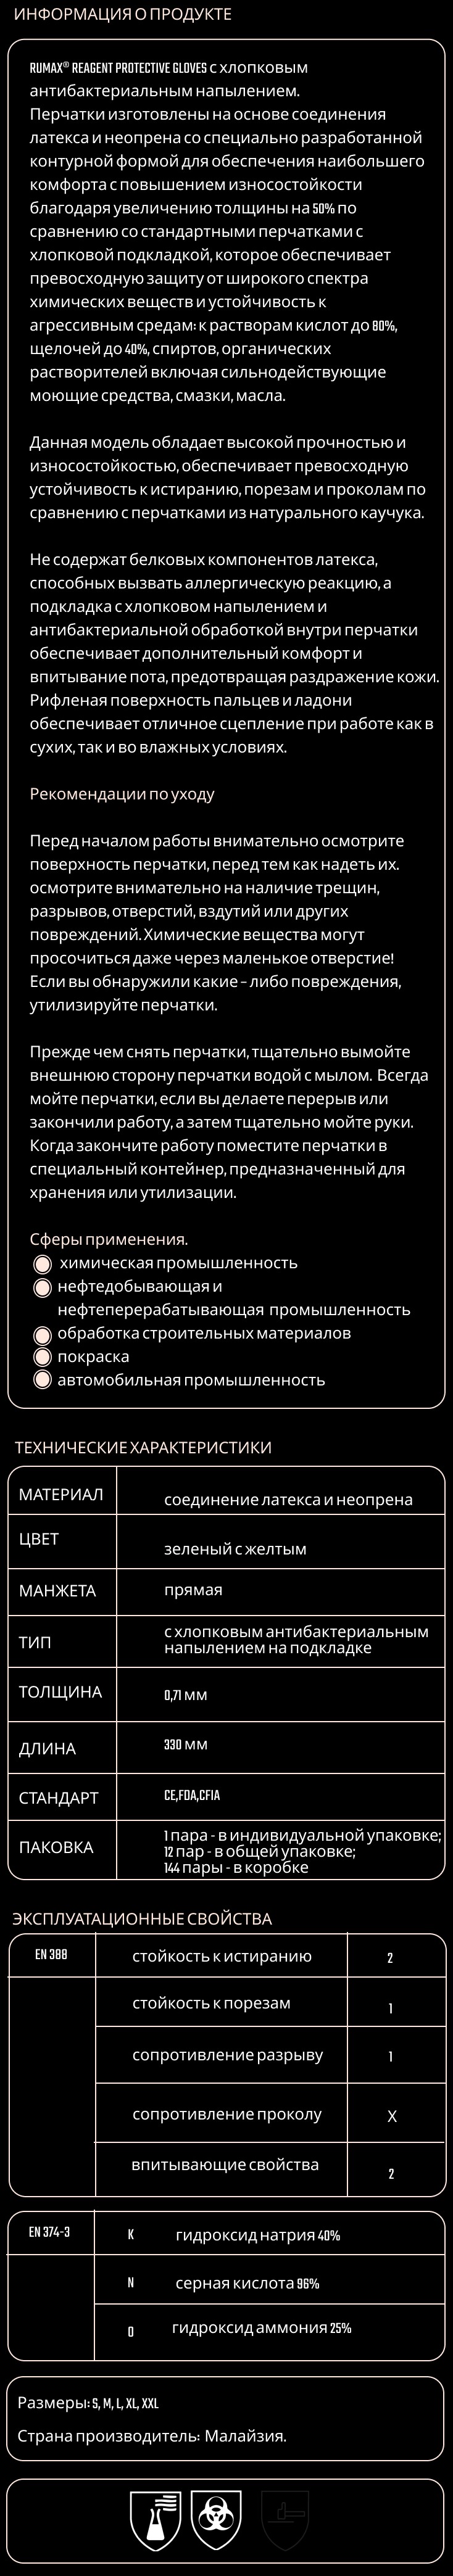 ИНФОРМАЦИЯ О ПРОДУКТЕ
RUMAX® REAGENT PROTECTIVE GLOVES с хлопковым
антибактериальным напылением.
Перчатки изготовлены на основе соединения
латекса и неопрена со специально разработанной
контурной формой для обеспечения наибольшего
комфорта с повышением износостойкости
благодаря увеличению толщины на 50% по
сравнению со стандартными перчатками с
хлопковой подкладкой, которое обеспечивает
превосходную защиту от широкого спектра
химических веществ и устойчивость к
агрессивным средам: к растворам кислот до 80%,
щелочей до 40%, спиртов, органических
растворителей включая сильнодействующие
моющие средства, смазки, масла.
Данная модель обладает высокой прочностью и
износостойкостью, обеспечивает превосходную
устойчивость к истиранию, порезам и проколам по
сравнению с перчатками из натурального каучука.
Не содержат белковых компонентов латекса,
способных вызвать аллергическую реакцию, а
подкладка с хлопковом напылением и
антибактериальной обработкой внутри перчатки
обеспечивает дополнительный комфорт и
впитывание пота, предотвращая раздражение кожи.
Рифленая поверхность пальцев и ладони
обеспечивает отличное сцепление при работе как в
сухих, так и во влажных условиях.
Рекомендации по уходу
Перед началом работы внимательно осмотрите
поверхность перчатки, перед тем как надеть их.
осмотрите внимательно на наличие трещин,
разрывов, отверстий, вздутий или других
повреждений. Химические вещества могут
просочиться даже через маленькое отверстие!
Если вы обнаружили какие - либо повреждения,
утилизируйте перчатки.
Прежде чем снять перчатки, тщательно вымойте
внешнюю сторону перчатки водой с мылом. Всегда
мойте перчатки, если вы делаете перерыв или
закончили работу, а затем тщательно мойте руки.
Когда закончите работу поместите перчатки в
специальный контейнер, предназначенный для
хранения или утилизации.
Сферы применения.
химическая промышленность
нефтедобывающая и
нефтеперерабатывающая промышленность
обработка строительных материалов
покраска
автомобильная промышленность
ТЕХНИЧЕСКИЕ ХАРАКТЕРИСТИКИ
МАТЕРИАЛ соединение латекса и неопрена
ЦВЕТ зеленый с желтым
МАНЖЕТА прямая
ТИП с хлопковым антибактериальным
напылением на подкладке
ТОЛЩИНА 0,71 мм
ДЛИНА 330 мм
СТАНДАРТ CE,FDA,CFIA
ПАКОВКА 1 пара - в индивидуальной упаковке;
12 пар - в общей упаковке;
144 пары - в коробке
ЭКСПЛУАТАЦИОННЫЕ СВОЙСТВА
EN 388 стойкость к истиранию 2
стойкость к порезам 1
сопротивление разрыву 1
сопротивление проколу X
впитывающие свойства 2
EN 374-3 K гидроксид натрия 40%
N серная кислота 96%
O гидроксид аммония 25%
Размеры: S, M, L, XL, XXL
Страна производитель: Малайзия.